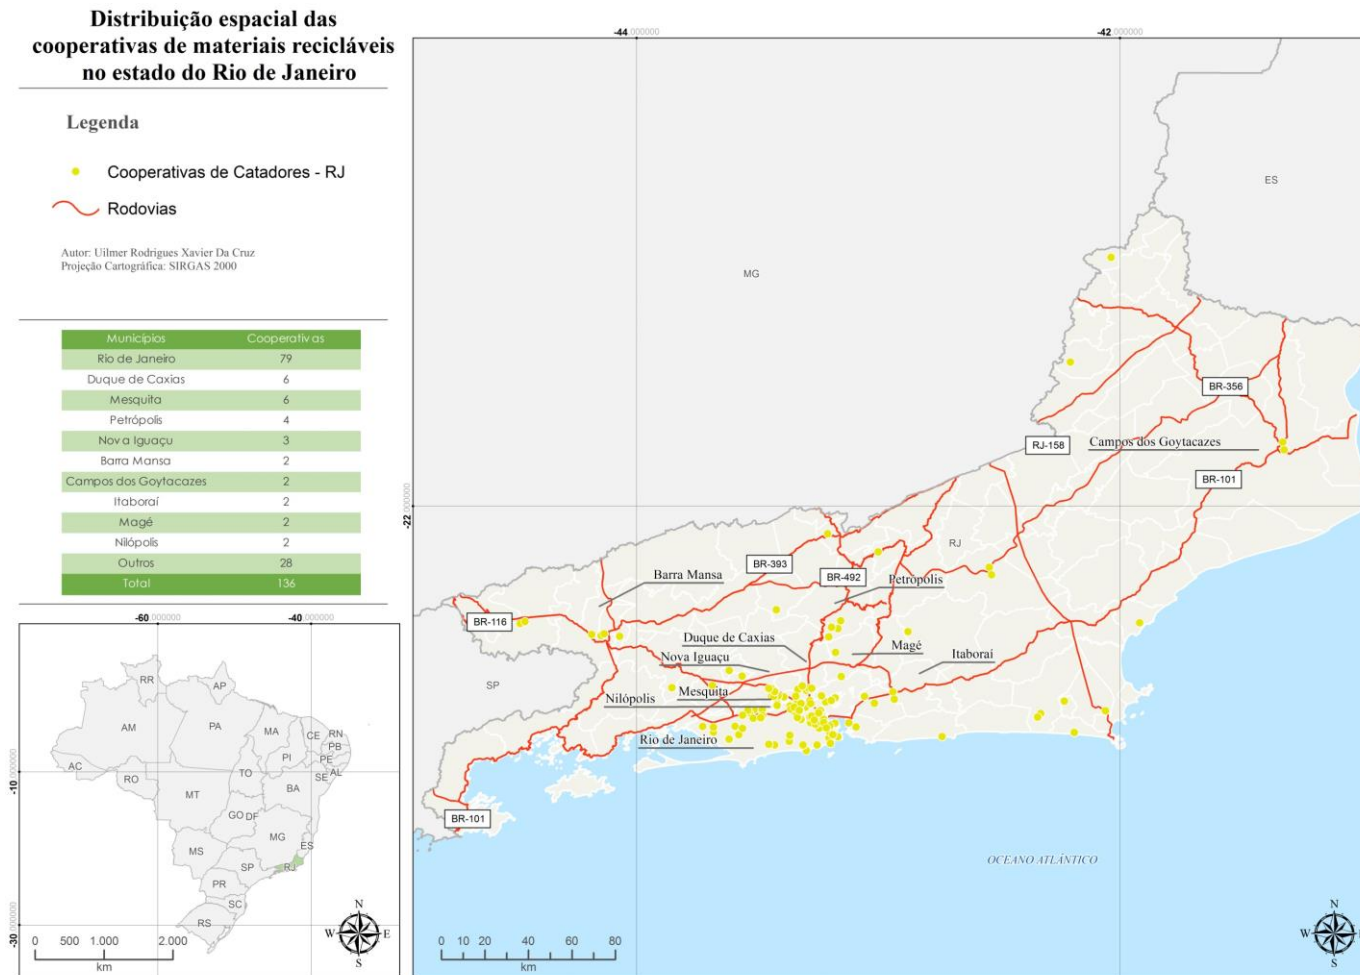 Distribuição espacial das
cooperativas de materiais recicláveis
no estado do Rio de Janeiro
Legenda
Cooperativas de Catadores - RJ
Rodovias
Autor: Uilmer Rodrigues Xavier Da Cruz
Projeção Cartográfica: SIRGAS 2000
Municípios Cooperativas
Rio de Janeiro 79
Duque de Caxias 6
Mesquita 6
Petrópolis 4
Nova Iguaçu 3
Barra Mansa 2
Campos dos Goytacazes 2
Itaboraí 2
Magé 2
Nilópolis 2
Outros 28
Total 136
-60.000000 -40.000000
-10.000000
-30.000000
RR
AP
AM
PA
MA
CE
RN
PB
PE
AL
SE
PI
AC
RO
TO
BA
MT
GO
DF
MG
ES
MS
SP
RJ
PR
SC
RS
N
W E
S
0 500 1.000 2.000
km
-44.000000 -42.000000
-22.000000
ES
MG
BR-356
RJ-158
Campos dos Goytacazes
BR-101
RJ
BR-393
BR-492
Barra Mansa
Petrópolis
BR-116
Duque de Caxias
Magé
Itaboraí
Nova Iguaçu
SP
Mesquita
Nilópolis
Rio de Janeiro
BR-101
OCEANO ATLÂNTICO
0 10 20 40 60 80
km
N
W E
S